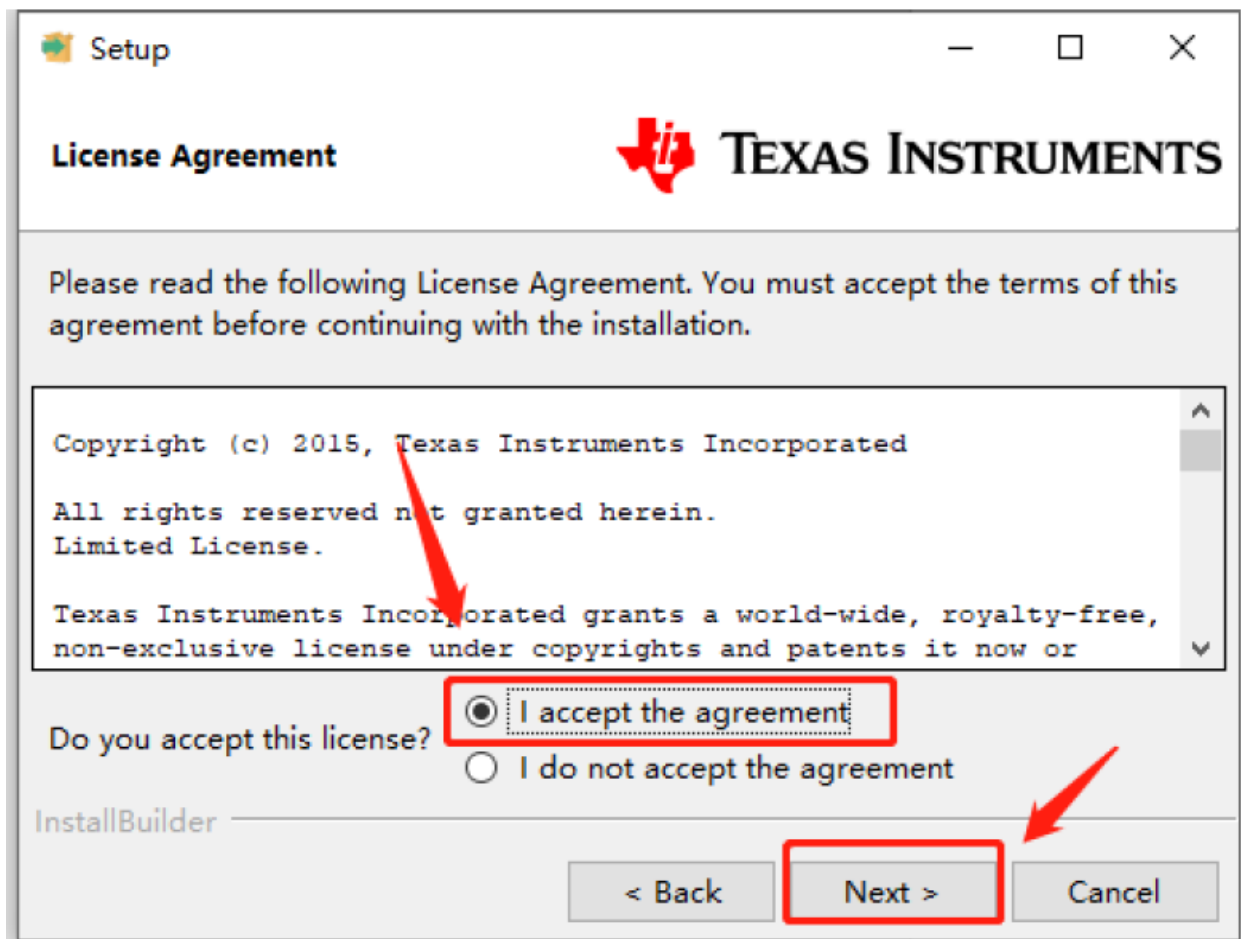 Setup
License Agreement
TEXAS INSTRUMENTS
Please read the following License Agreement. You must accept the terms of this
agreement before continuing with the installation.
Copyright (c) 2015, Texas Instruments Incorporated
All rights reserved not granted herein.
Limited License.
Texas Instruments Incorporated grants a world-wide, royalty-free,
non-exclusive license under copyrights and patents it now or
Do you accept this license?
I accept the agreement
I do not accept the agreement
InstallBuilder
< Back Next > Cancel